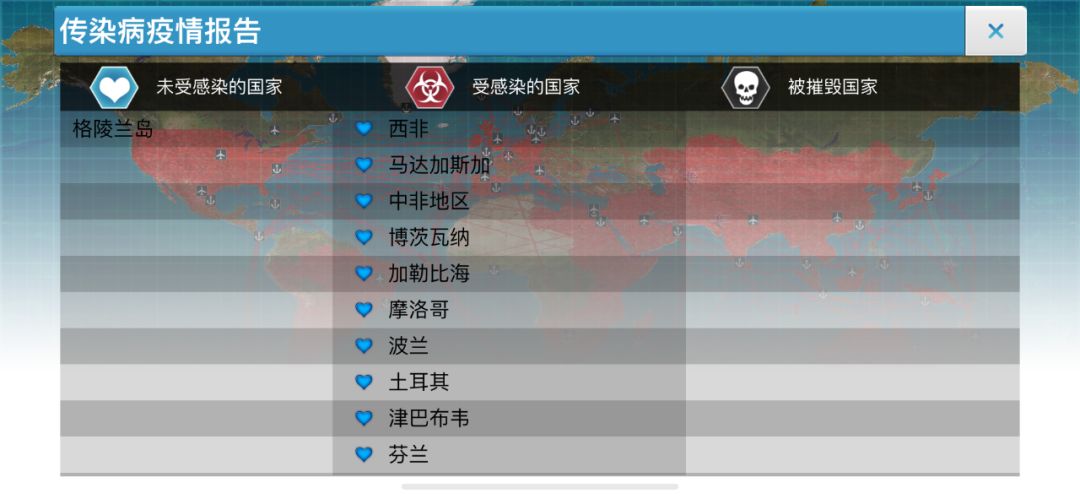 传染病疫情报告
未受感染的国家 受感染的国家 被摧毁国家
格陵兰岛 西非
马达加斯加
中非地区
博茨瓦纳
加勒比海
摩洛哥
波兰
土耳其
津巴布韦
芬兰